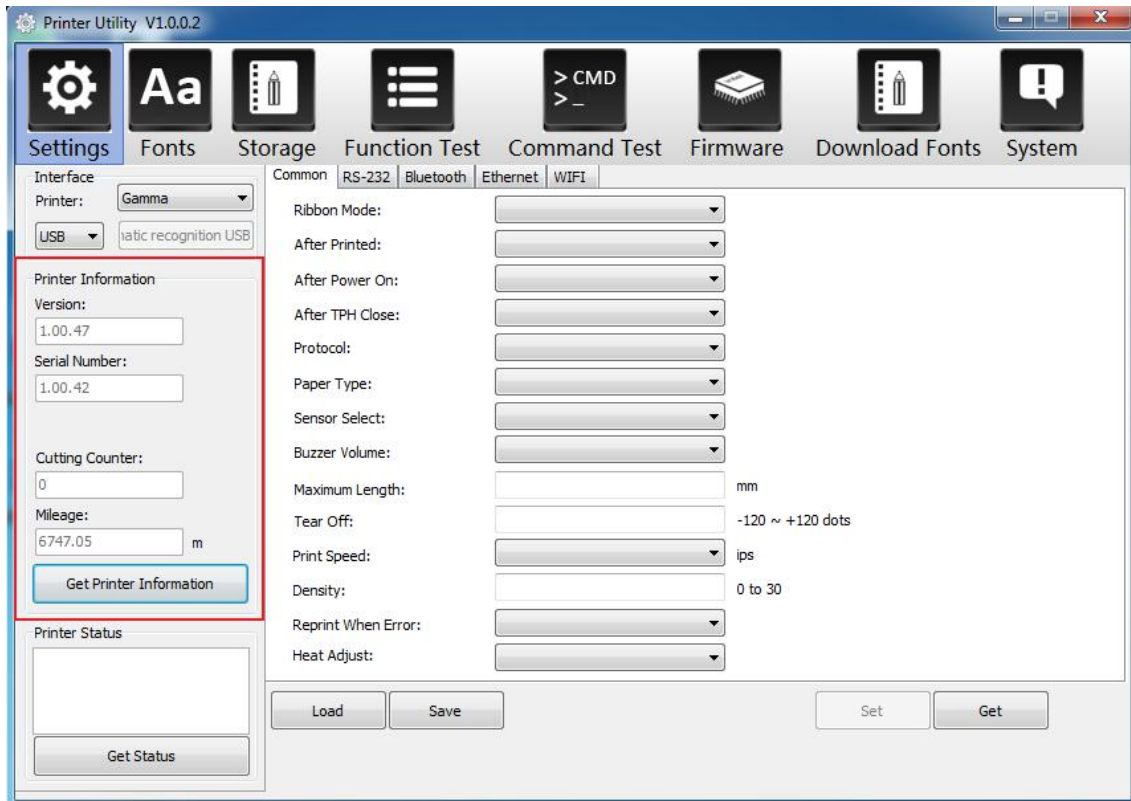 Printer Utility V1.0.0.2
> CMD
> _
Aa
Settings Fonts Storage Function Test Command Test Firmware Download Fonts System
Interface
Printer: Gamma
USB natic recognition USB
Printer Information
Version:
1.00.47
Serial Number:
1.00.42
Cutting Counter:
0
Mileage:
6747.05 m
Get Printer Information
Printer Status
Get Status
Common RS-232 Bluetooth Ethernet WIFI
Ribbon Mode:
After Printed:
After Power On:
After TPH Close:
Protocol:
Paper Type:
Sensor Select:
Buzzer Volume:
Maximum Length: mm
Tear Off: -120 ~ +120 dots
Print Speed: ips
Density: 0 to 30
Reprint When Error:
Heat Adjust:
Load Save Set Get